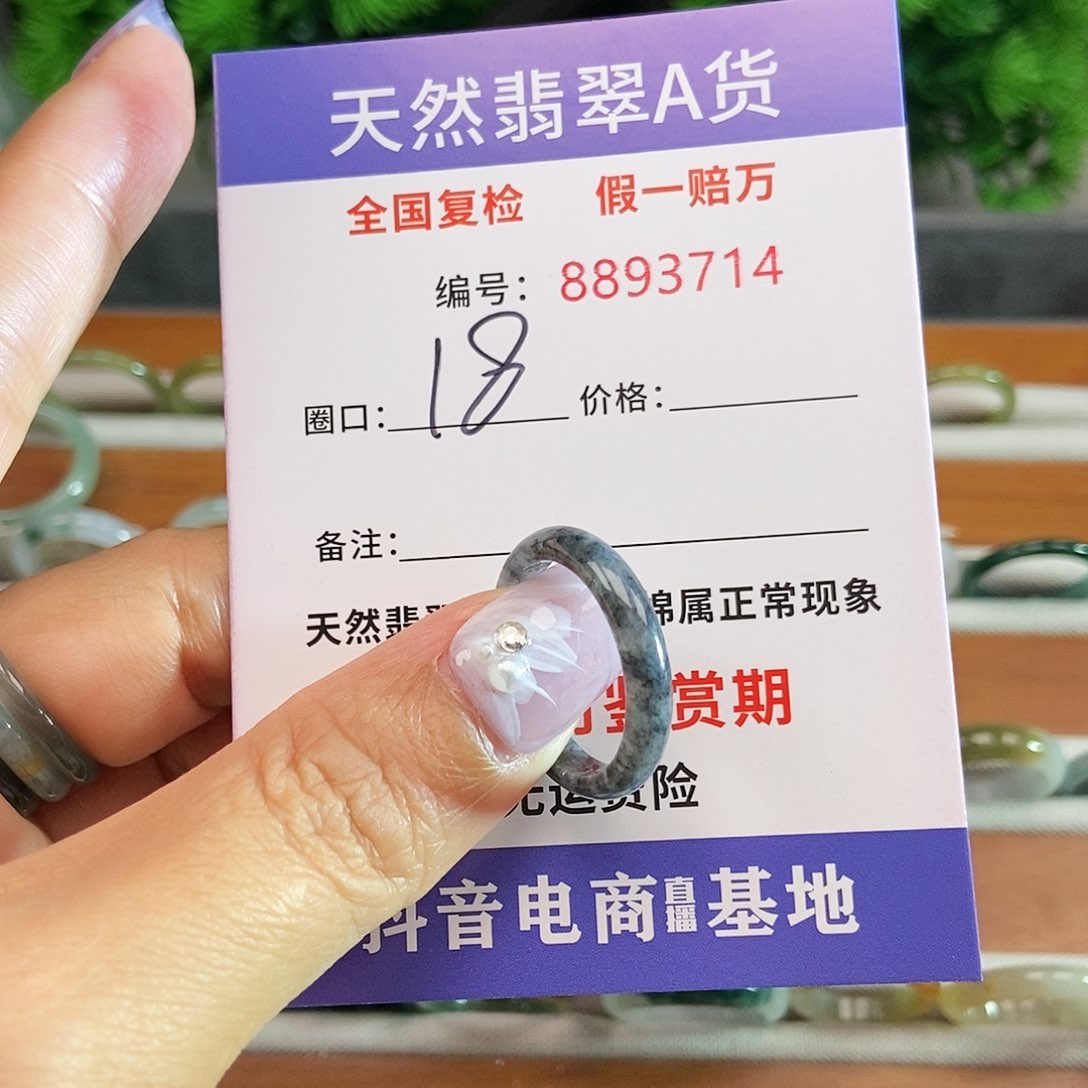 天然翡翠A货
全国复检 假一赔万
编号：8893714
圈口：18 价格：
备注：
天然翡 棉属正常现象
赏期
运费险
抖音电商直播基地